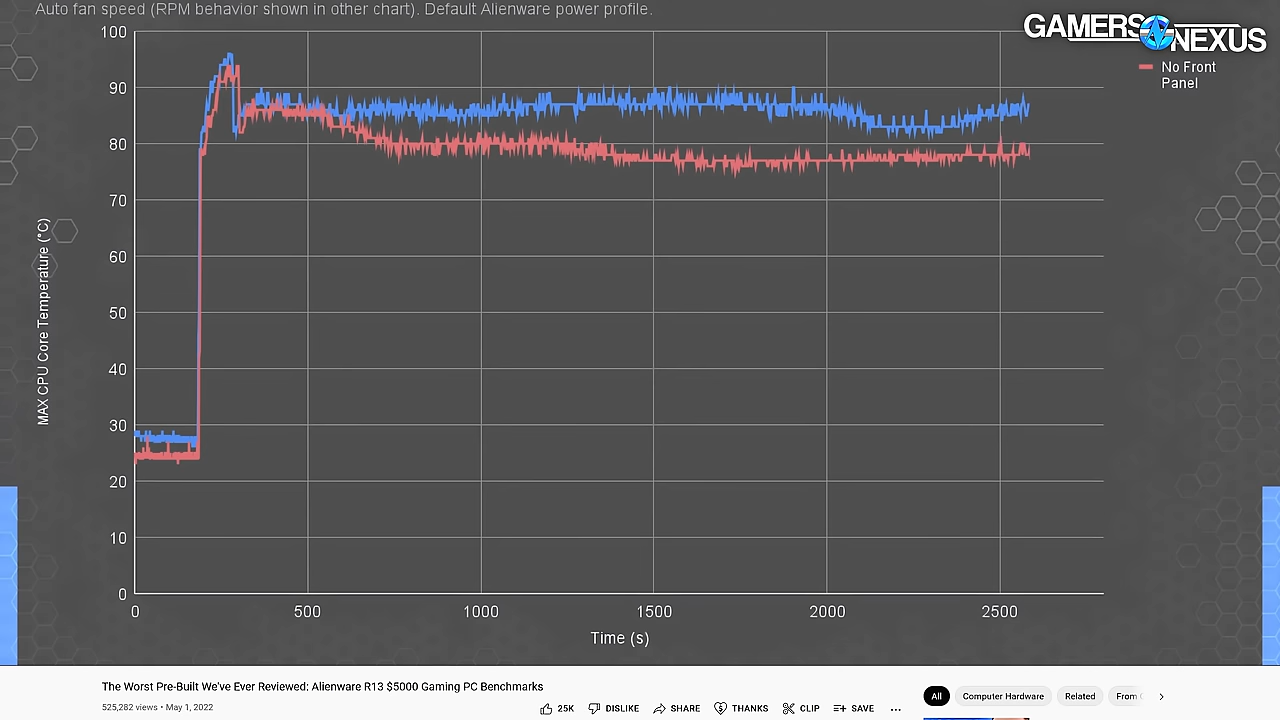 Auto fan speed (RPM behavior shown in other chart). Default Alienware power profile.
GAMERS NEXUS
No Front
Panel
100
90
80
70
60
50
40
30
20
10
0
MAX CPU Core Temperature (°C)
0 500 1000 1500 2000 2500
Time (s)
The Worst Pre-Built We've Ever Reviewed: Alienware R13 $5000 Gaming PC Benchmarks
525,282 views • May 1, 2022
25K DISLIKE SHARE THANKS CLIP SAVE ...
All Computer Hardware Related From